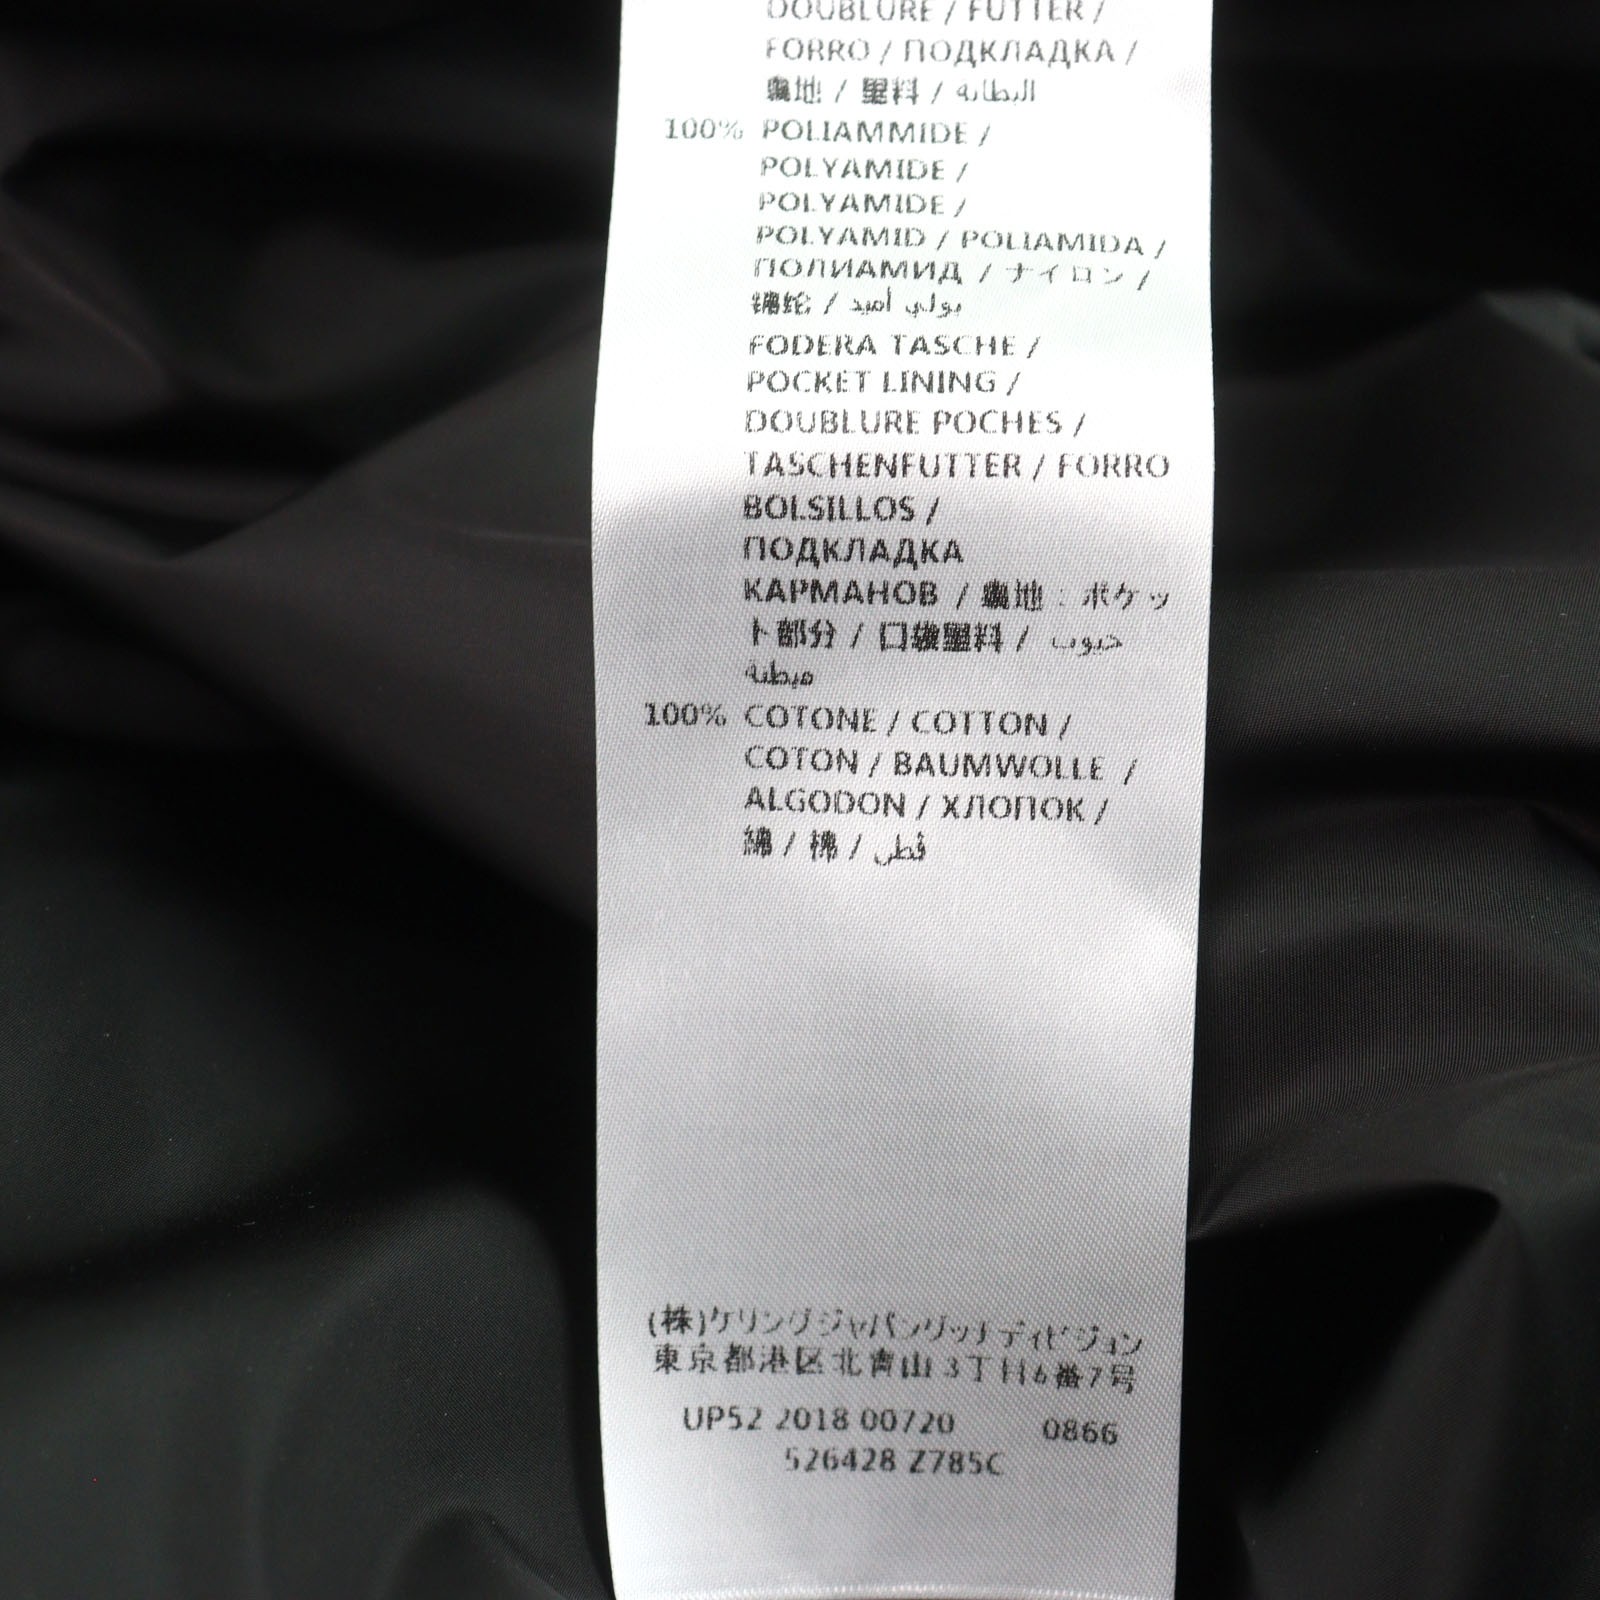 DOUBLURE / FUTTER /
FORRO / ПОДКЛАДКА /
裏地 / 里料 / البطانة
100% POLIAMMIDE /
POLYAMIDE /
POLYAMIDE /
POLYAMID / POLIAMIDA /
ПОЛИАМИД / ナイロン /
锦纶 / بولي أميد
FODERA TASCHE /
POCKET LINING /
DOUBLURE POCHES /
TASCHENFUTTER / FORRO
BOLSILLOS /
ПОДКЛАДКА
КАРМАНОВ / 裏地 : ポケッ
ト部分 / 口袋里料 / جيوب
مبطنة
100% COTONE / COTTON /
COTON / BAUMWOLLE /
ALGODON / ХЛОПОК /
綿 / 棉 / قطن
(株)ケリングジャパングッチ ディビジョン
東京都港区北青山 3丁目6番7号
UP52 2018 00720 0866
526428 Z785C